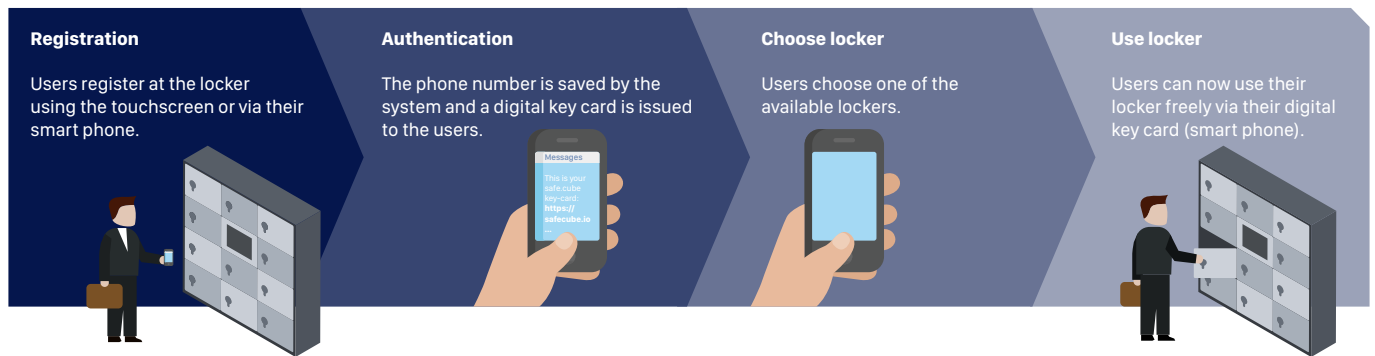 Registration
Users register at the locker
using the touchscreen or via their
smart phone.
Authentication
The phone number is saved by the
system and a digital key card is issued
to the users.
Messages
This is your
safe.cube
key-card:
https://
safecube.io
...
Choose locker
Users choose one of the
available lockers.
Use locker
Users can now use their
locker freely via their digital
key card (smart phone).